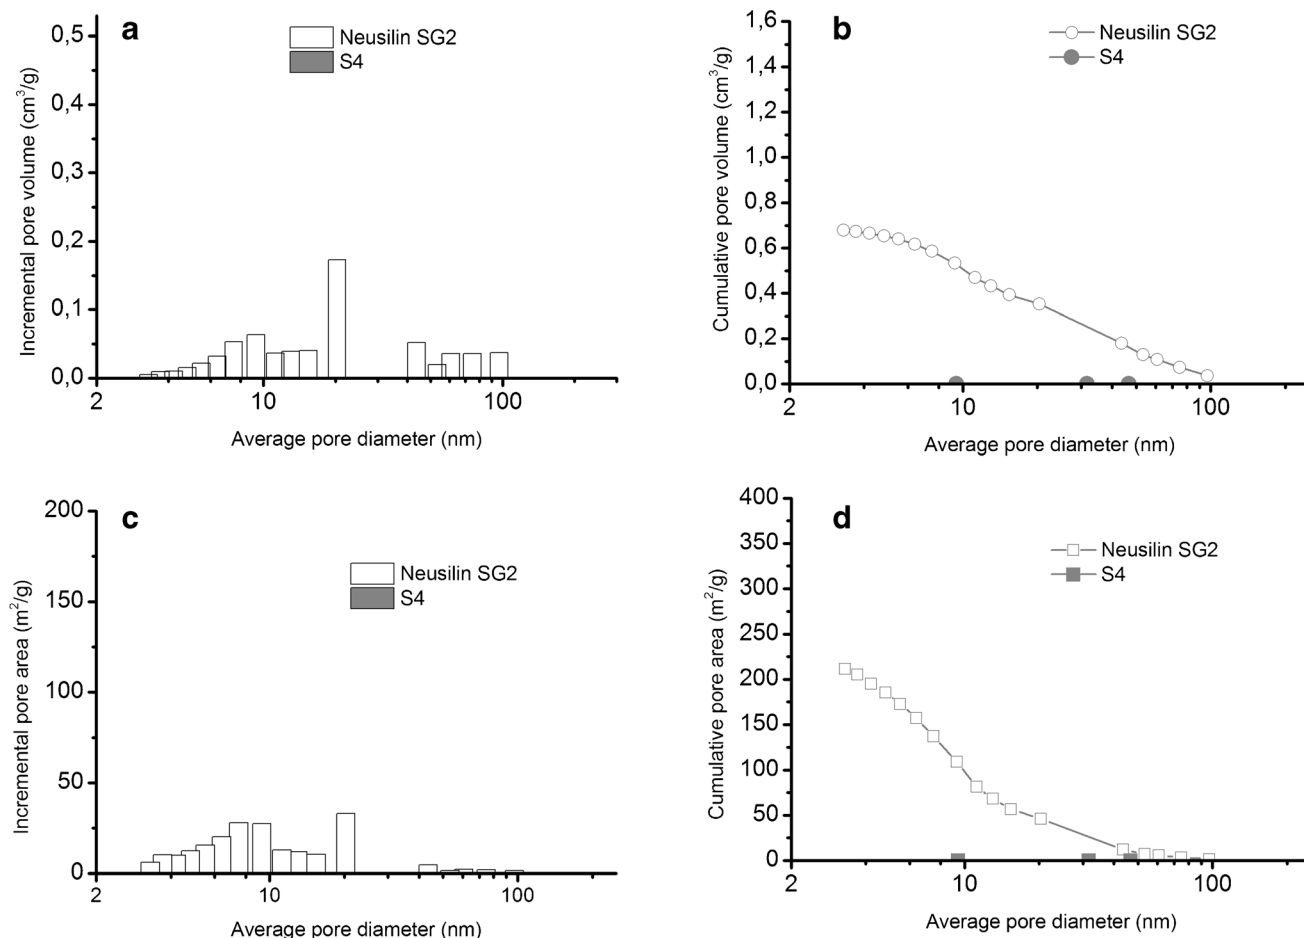 a
Neusilin SG2
S4
Incremental pore volume (cm³/g)
0,5
0,4
0,3
0,2
0,1
0,0
2
10
100
Average pore diameter (nm)
b
Neusilin SG2
S4
Cumulative pore volume (cm³/g)
1,6
1,4
1,2
1,0
0,8
0,6
0,4
0,2
0,0
2
10
100
Average pore diameter (nm)
c
Neusilin SG2
S4
Incremental pore area (m²/g)
200
150
100
50
0
2
10
100
Average pore diameter (nm)
d
Neusilin SG2
S4
Cumulative pore area (m²/g)
400
350
300
250
200
150
100
50
0
2
10
100
Average pore diameter (nm)